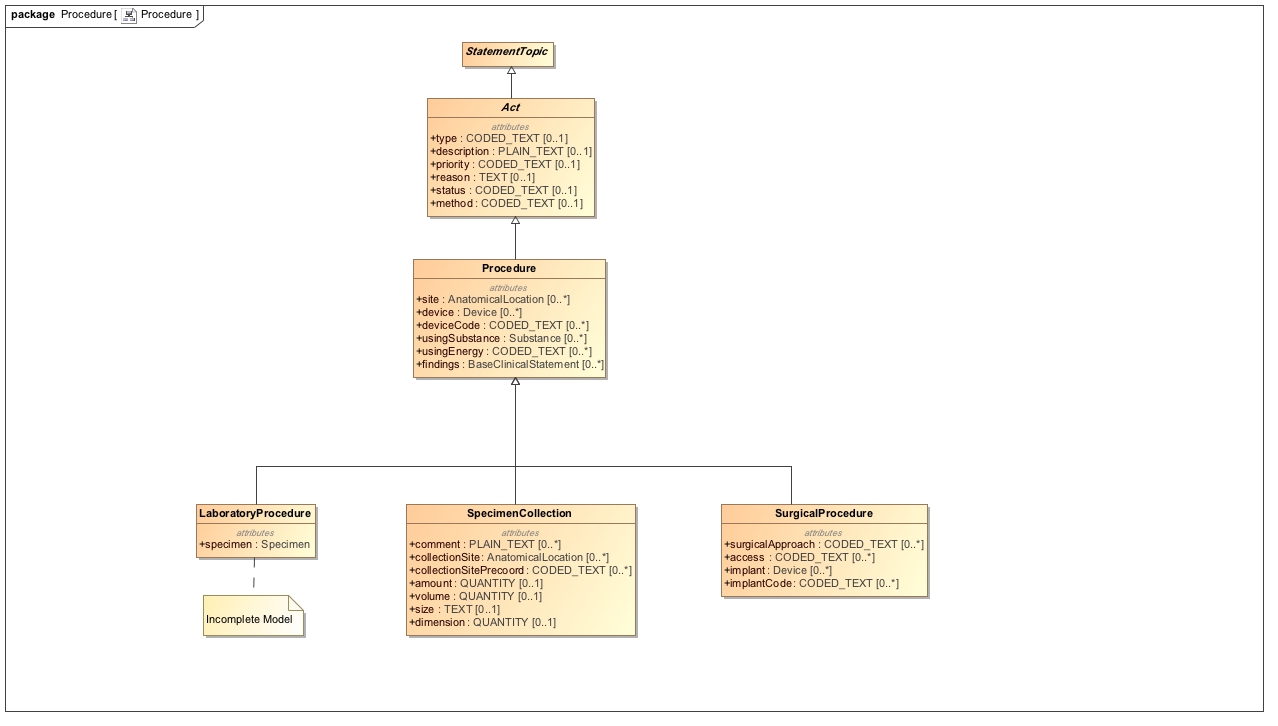 package Procedure[ Procedure ]
StatementTopic
Act
attributes
+type : CODED_TEXT [0..1]
+description : PLAIN_TEXT [0..1]
+priority : CODED_TEXT [0..1]
+reason : TEXT [0..1]
+status : CODED_TEXT [0..1]
+method : CODED_TEXT [0..1]
Procedure
attributes
+site : AnatomicalLocation [0..*]
+device : Device [0..*]
+deviceCode : CODED_TEXT [0..*]
+usingSubstance : Substance [0..*]
+usingEnergy : CODED_TEXT [0..*]
+findings : BaseClinicalStatement [0..*]
LaboratoryProcedure
attributes
+specimen : Specimen
Incomplete Model
SpecimenCollection
attributes
+comment : PLAIN_TEXT [0..*]
+collectionSite : AnatomicalLocation [0..*]
+collectionSitePrecoord : CODED_TEXT [0..*]
+amount : QUANTITY [0..1]
+volume : QUANTITY [0..1]
+size : TEXT [0..1]
+dimension : QUANTITY [0..1]
SurgicalProcedure
attributes
+surgicalApproach : CODED_TEXT [0..*]
+access : CODED_TEXT [0..*]
+implant : Device [0..*]
+implantCode : CODED_TEXT [0..*]